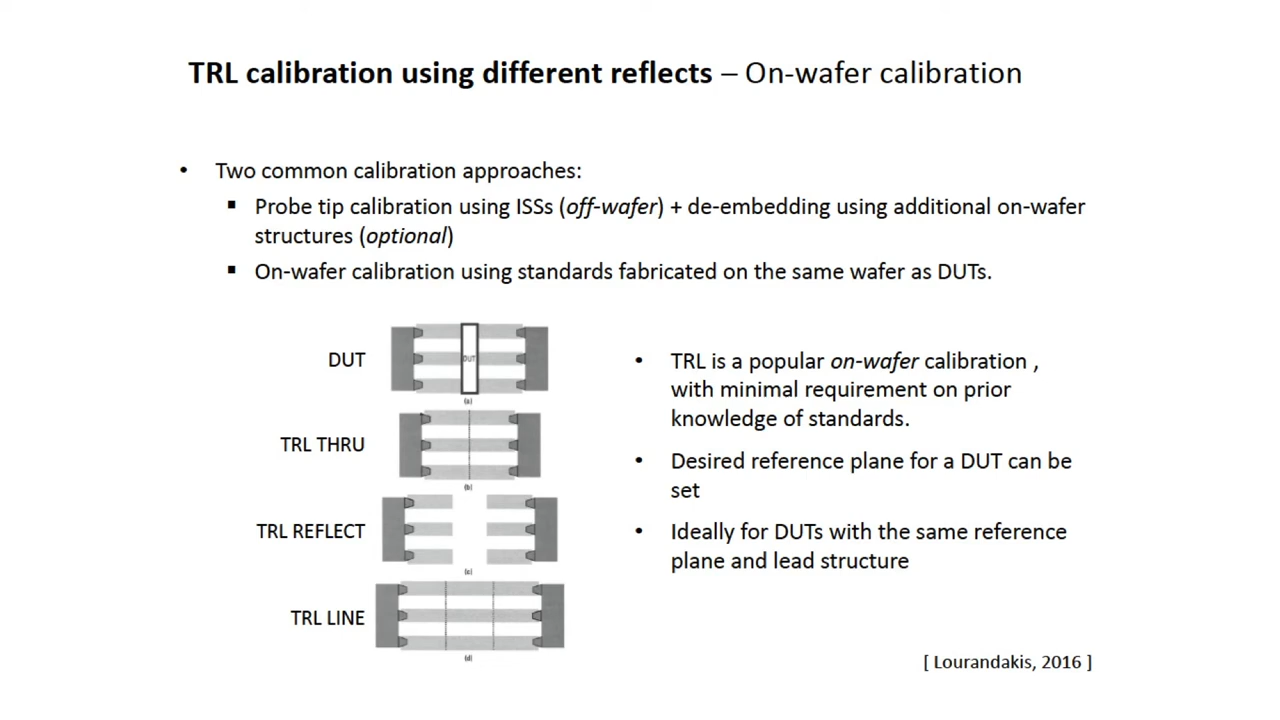 TRL calibration using different reflects – On-wafer calibration
• Two common calibration approaches:
▪ Probe tip calibration using ISSs (off-wafer) + de-embedding using additional on-wafer
structures (optional)
▪ On-wafer calibration using standards fabricated on the same wafer as DUTs.
DUT
DUT
(a)
TRL THRU
(b)
TRL REFLECT
(c)
TRL LINE
(d)
• TRL is a popular on-wafer calibration ,
with minimal requirement on prior
knowledge of standards.
• Desired reference plane for a DUT can be
set
• Ideally for DUTs with the same reference
plane and lead structure
[ Lourandakis, 2016 ]